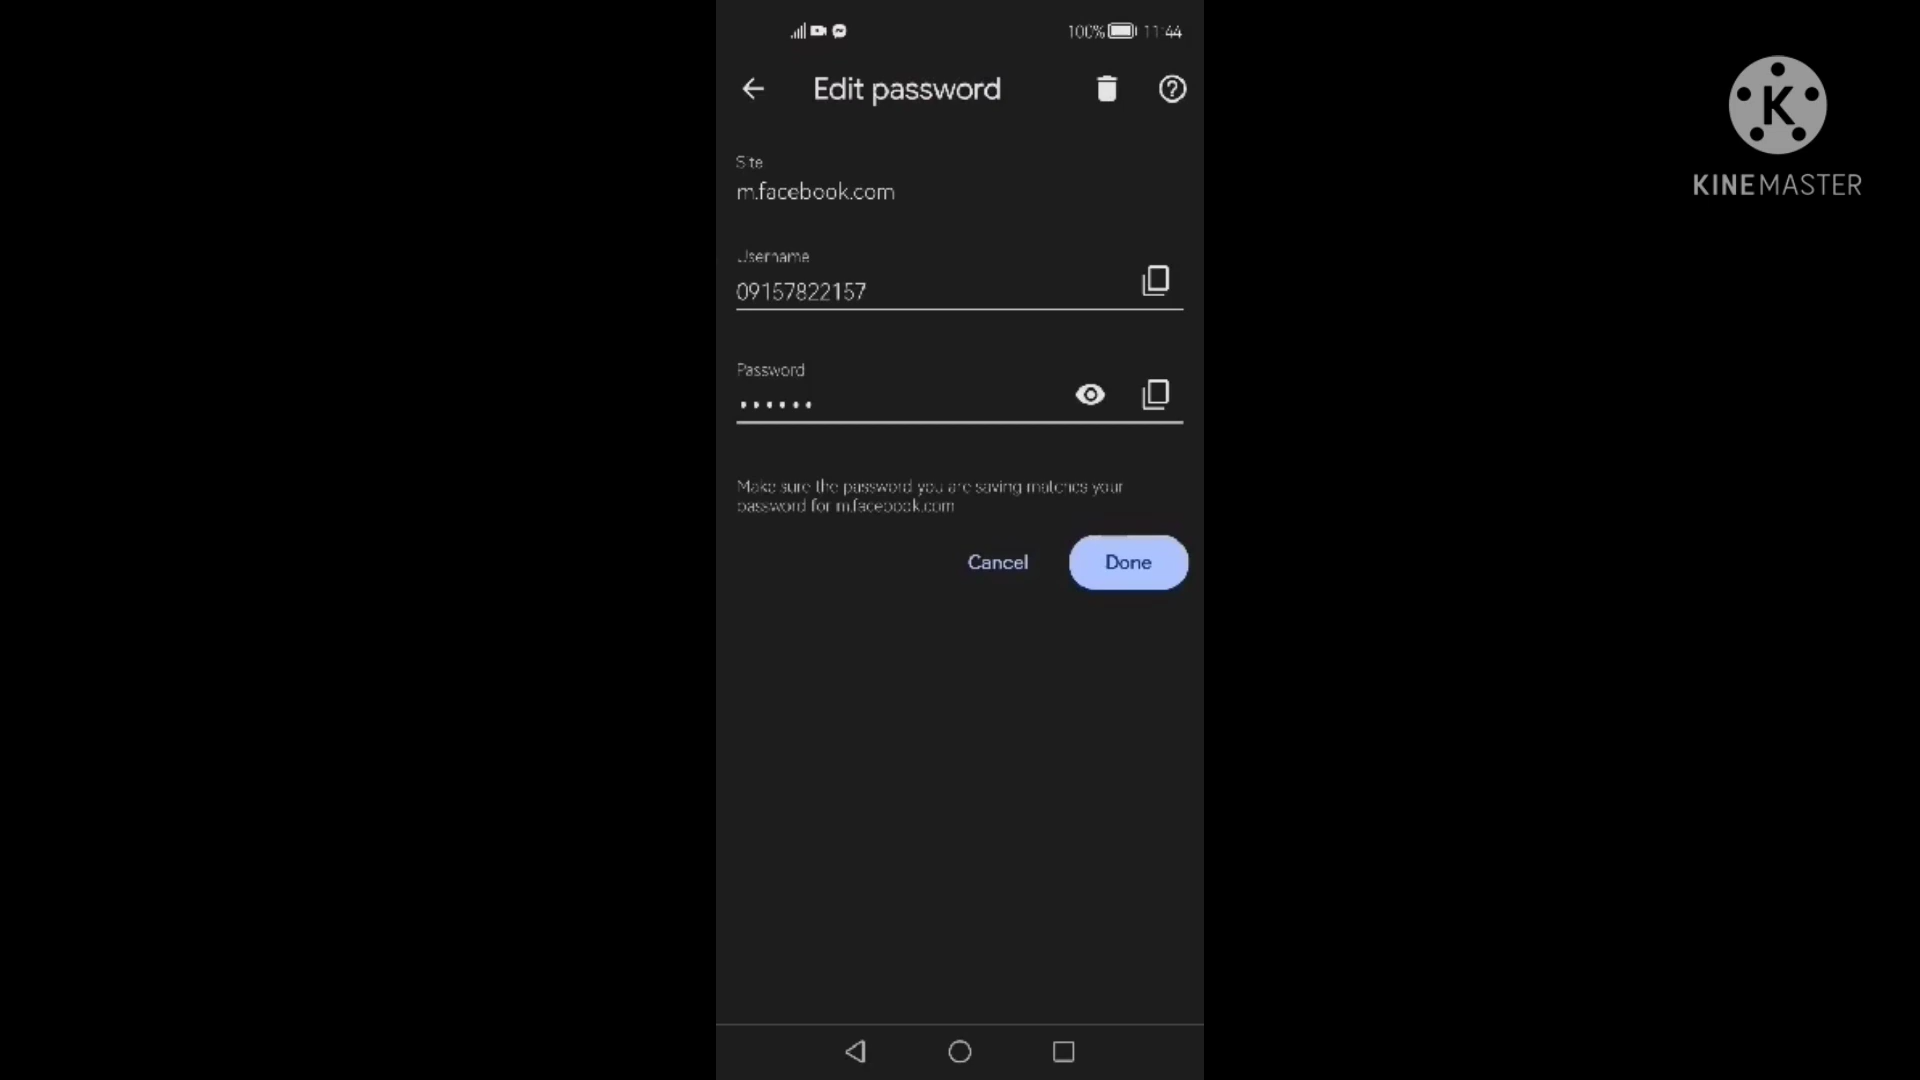 100% 11:44
Edit password
Site
m.facebook.com
Username
09157822157
Password
••••••
Make sure the password you are saving matches your
password for m.facebook.com
Cancel Done
K
KINEMASTER